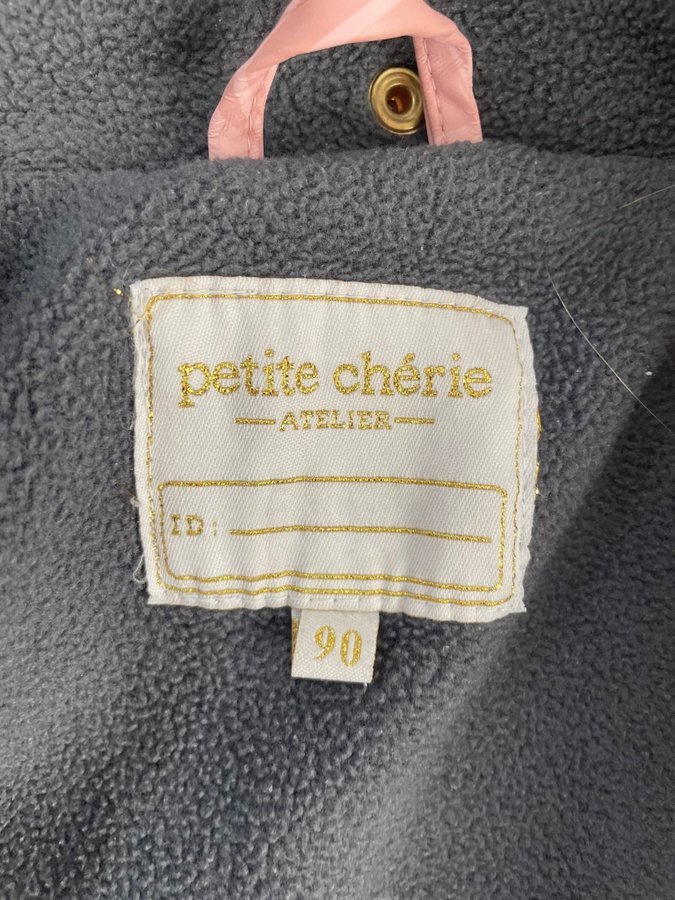 petite chérie
ATELIER
ID:
90